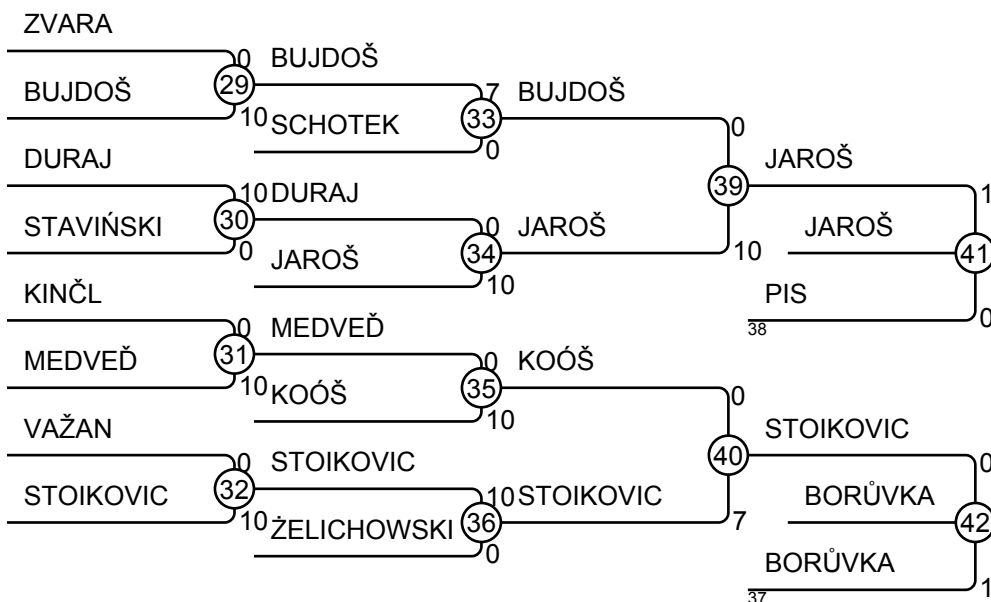 ZVARA
0 BUJDOŠ
29
BUJDOŠ 7 BUJDOŠ
10 SCHOTEK 33
0 0
DURAJ JAROŠ
10 DURAJ 39 1
STAVIŃSKI 30 0 JAROŠ JAROŠ
0 JAROŠ 34 10 41
10
KINČL PIS 0
0 MEDVEĎ 38
MEDVEĎ 31 0 KOÓŠ
10 KOÓŠ 35 0
10
VAŽAN STOIKOVIC
0 STOIKOVIC 40 0
STOIKOVIC 32 10 STOIKOVIC BORŮVKA
10 ŻELICHOWSKI 36 7 42
0
BORŮVKA
37 1